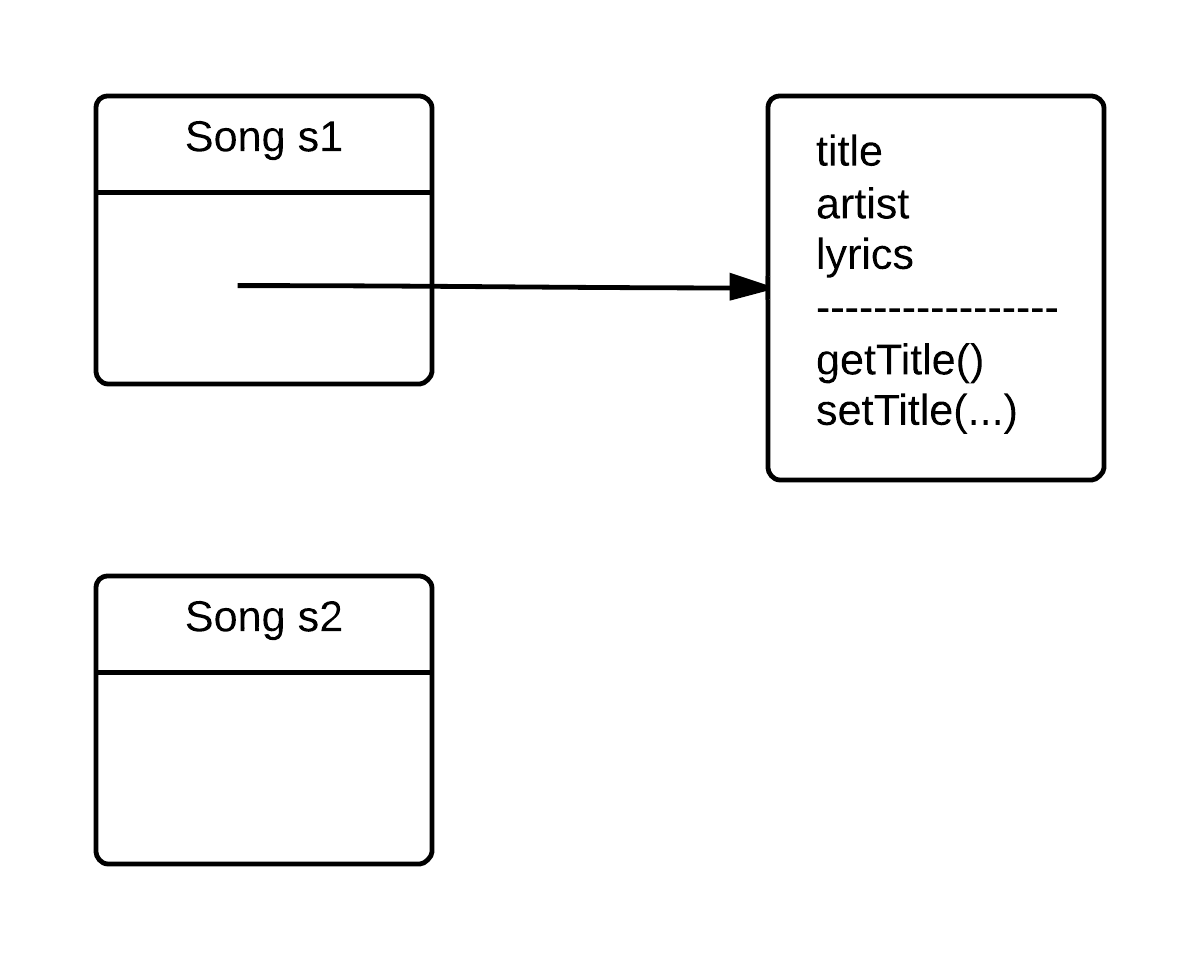 Song s1
title
artist
lyrics
-----------------
getTitle()
setTitle(...)
Song s2